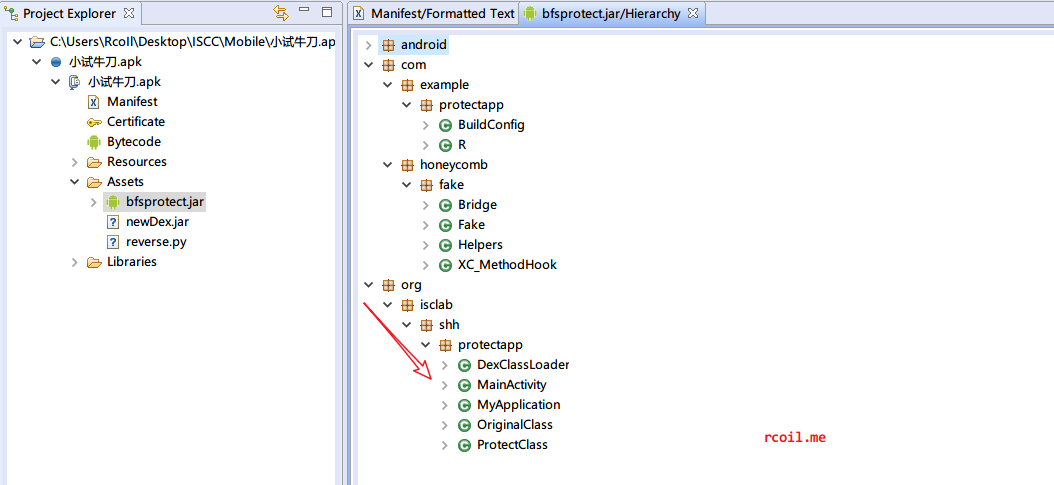 Project Explorer
C:\Users\Rcoll\Desktop\ISCC\Mobile\小试牛刀.ap
小试牛刀.apk
小试牛刀.apk
Manifest
Certificate
Bytecode
Resources
Assets
bfsprotect.jar
newDex.jar
reverse.py
Libraries
Manifest/Formatted Text
bfsprotect.jar/Hierarchy
android
com
example
protectapp
BuildConfig
R
honeycomb
fake
Bridge
Fake
Helpers
XC_MethodHook
org
isclab
shh
protectapp
DexClassLoader
MainActivity
MyApplication
OriginalClass
ProtectClass
rcoil.me